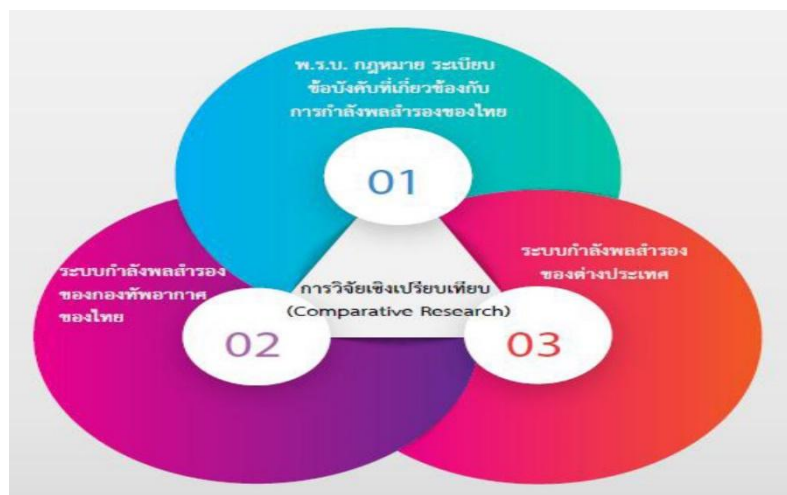 พ.ร.บ. กฎหมาย ระเบียบ
ข้อบังคับที่เกี่ยวข้องกับ
การกำลังพลสำรองของไทย
01
ระบบกำลังพลสำรอง
ของกองทัพอากาศ
ของไทย
02
การวิจัยเชิงเปรียบเทียบ
(Comparative Research)
ระบบกำลังพลสำรอง
ของต่างประเทศ
03